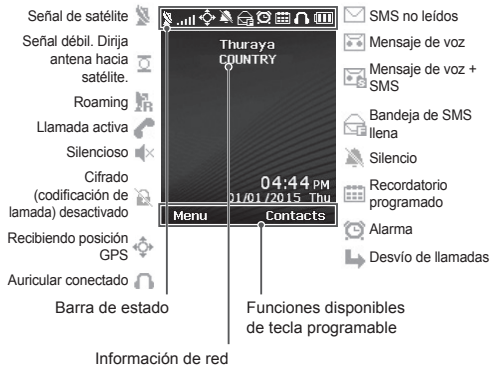 Señal de satélite
Señal débil. Dirija
antena hacia
satélite.
Roaming
Llamada activa
Silencioso
Cifrado
(codificación de
lamada) desactivado
Recibiendo posición
GPS
Auricular conectado
Thuraya
COUNTRY
04:44 PM
01/01/2015 Thu
Menu Contacts
SMS no leídos
Mensaje de voz
Mensaje de voz +
SMS
Bandeja de SMS
llena
Silencio
Recordatorio
programado
Alarma
Desvío de llamadas
Barra de estado
Funciones disponibles
de tecla programable
Información de red